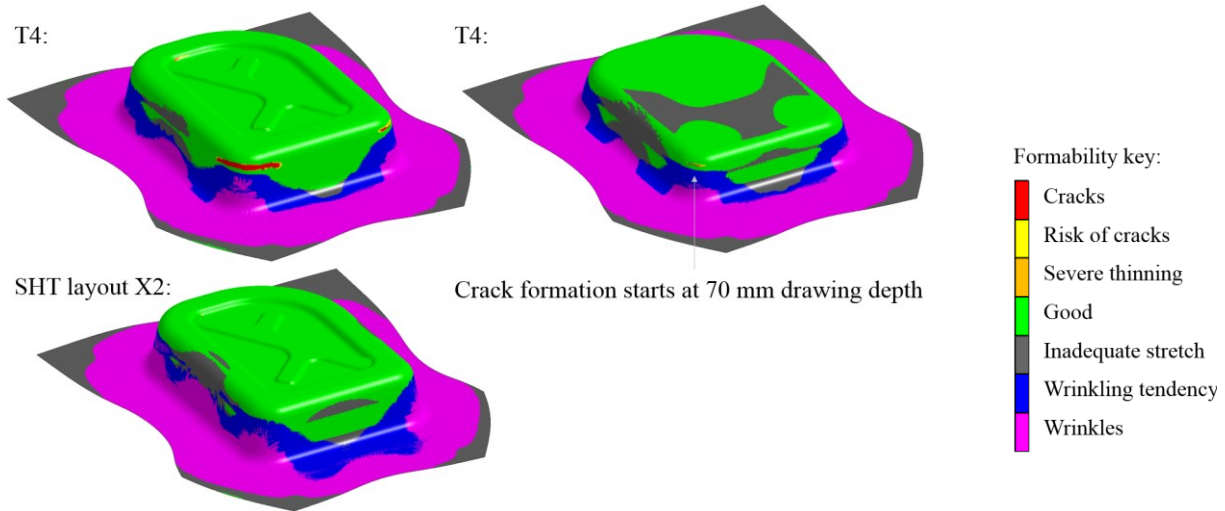 T4:
T4:
SHT layout X2:
Crack formation starts at 70 mm drawing depth
Formability key:
Cracks
Risk of cracks
Severe thinning
Good
Inadequate stretch
Wrinkling tendency
Wrinkles